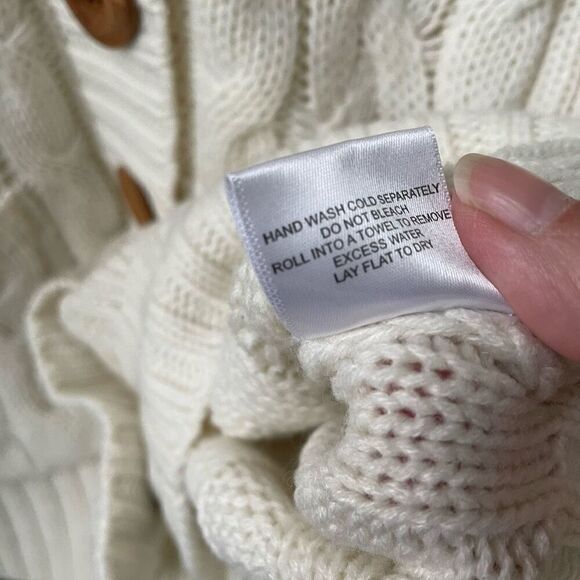 HAND WASH COLD SEPARATELY
DO NOT BLEACH
ROLL INTO A TOWEL TO REMOVE
EXCESS WATER
LAY FLAT TO DRY